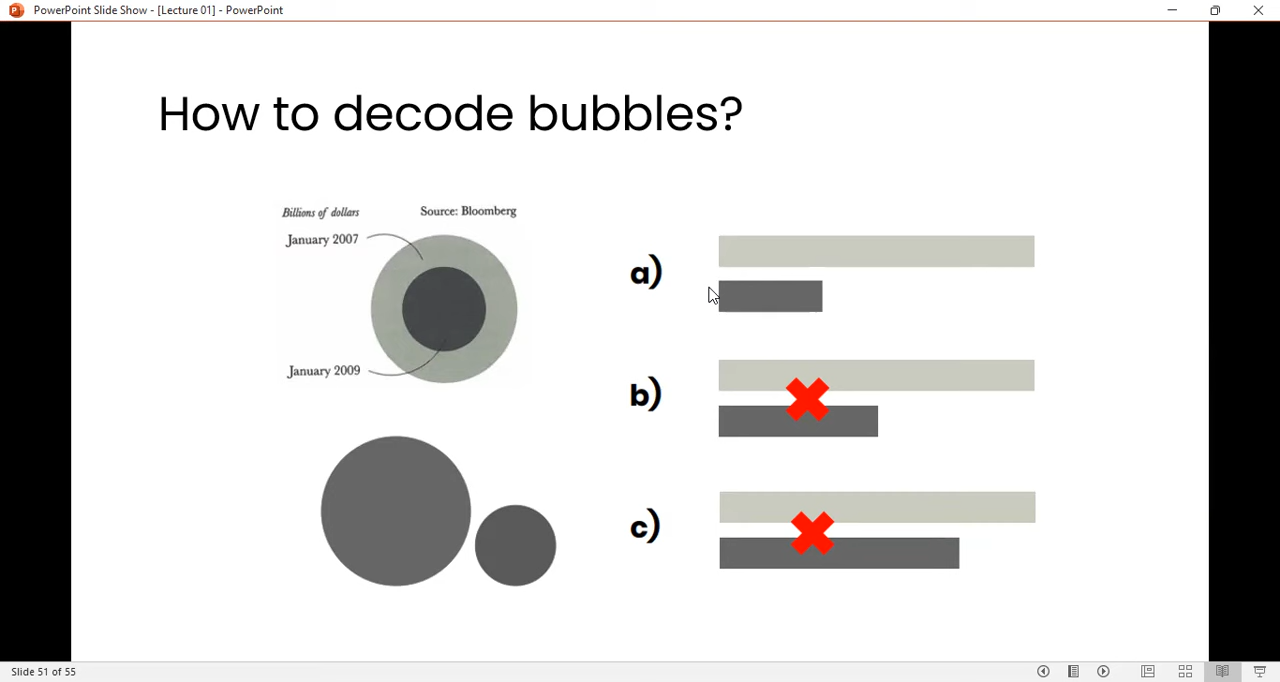 PowerPoint Slide Show - [Lecture 01] - PowerPoint
How to decode bubbles?
Billions of dollars
Source: Bloomberg
January 2007
January 2009
a)
b)
c)
Slide 51 of 55